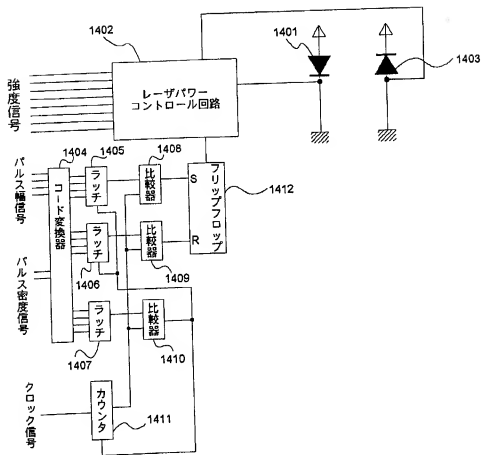 1402
1401
1403
レーザパワー
コントロール回路
強度信号
1404
1405
1408
パルス幅信号
コード変換器
ラッチ
比較器
S
フリップフロップ
1412
ラッチ
比較器
R
1406
1409
パルス密度信号
ラッチ
比較器
1407
1410
クロック信号
カウンタ
1411